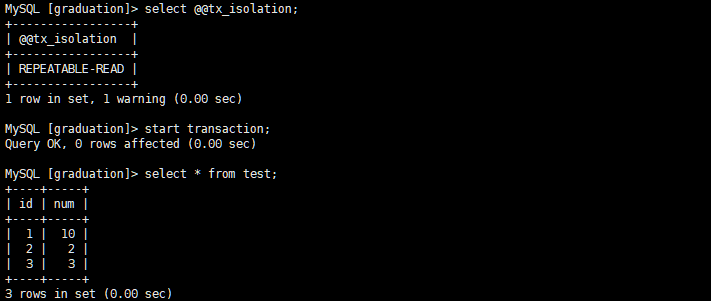 MySQL [graduation]> select @@tx_isolation;
+-----------------+
| @@tx_isolation  |
+-----------------+
| REPEATABLE-READ |
+-----------------+
1 row in set, 1 warning (0.00 sec)

MySQL [graduation]> start transaction;
Query OK, 0 rows affected (0.00 sec)

MySQL [graduation]> select * from test;
+----+-----+
| id | num |
+----+-----+
|  1 |  10 |
|  2 |   2 |
|  3 |   3 |
+----+-----+
3 rows in set (0.00 sec)